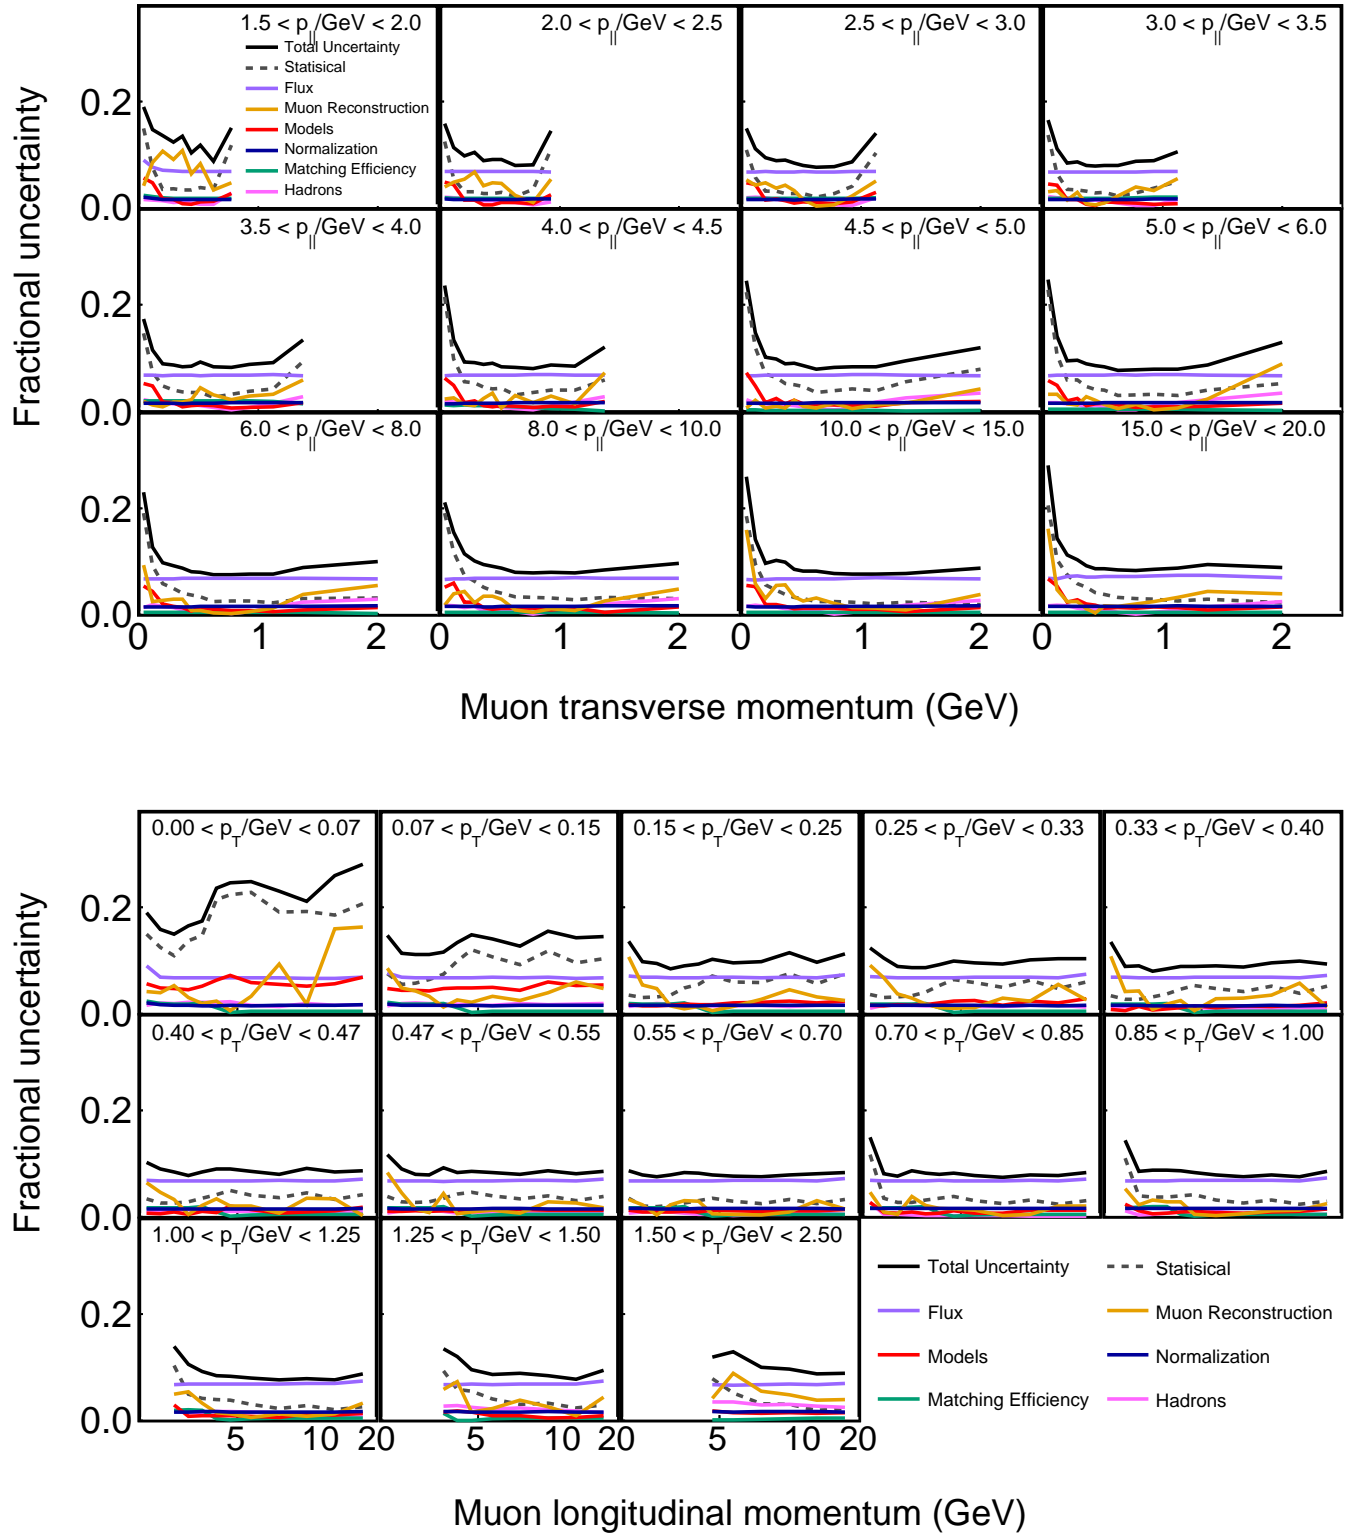 1.5 < p||/GeV < 2.0
2.0 < p||/GeV < 2.5
2.5 < p||/GeV < 3.0
3.0 < p||/GeV < 3.5
Total Uncertainty
Statisical
Flux
Muon Reconstruction
Models
Normalization
Matching Efficiency
Hadrons
0.2
0.0
3.5 < p||/GeV < 4.0
4.0 < p||/GeV < 4.5
4.5 < p||/GeV < 5.0
5.0 < p||/GeV < 6.0
0.2
0.0
6.0 < p||/GeV < 8.0
8.0 < p||/GeV < 10.0
10.0 < p||/GeV < 15.0
15.0 < p||/GeV < 20.0
0.2
0.0
Fractional uncertainty
0 1 2 0 1 2 0 1 2 0 1 2
Muon transverse momentum (GeV)
0.00 < pT/GeV < 0.07
0.07 < pT/GeV < 0.15
0.15 < pT/GeV < 0.25
0.25 < pT/GeV < 0.33
0.33 < pT/GeV < 0.40
0.2
0.0
0.40 < pT/GeV < 0.47
0.47 < pT/GeV < 0.55
0.55 < pT/GeV < 0.70
0.70 < pT/GeV < 0.85
0.85 < pT/GeV < 1.00
0.2
0.0
1.00 < pT/GeV < 1.25
1.25 < pT/GeV < 1.50
1.50 < pT/GeV < 2.50
0.2
0.0
Fractional uncertainty
Total Uncertainty
Statisical
Flux
Muon Reconstruction
Models
Normalization
Matching Efficiency
Hadrons
5 10 20 5 10 20 5 10 20
Muon longitudinal momentum (GeV)